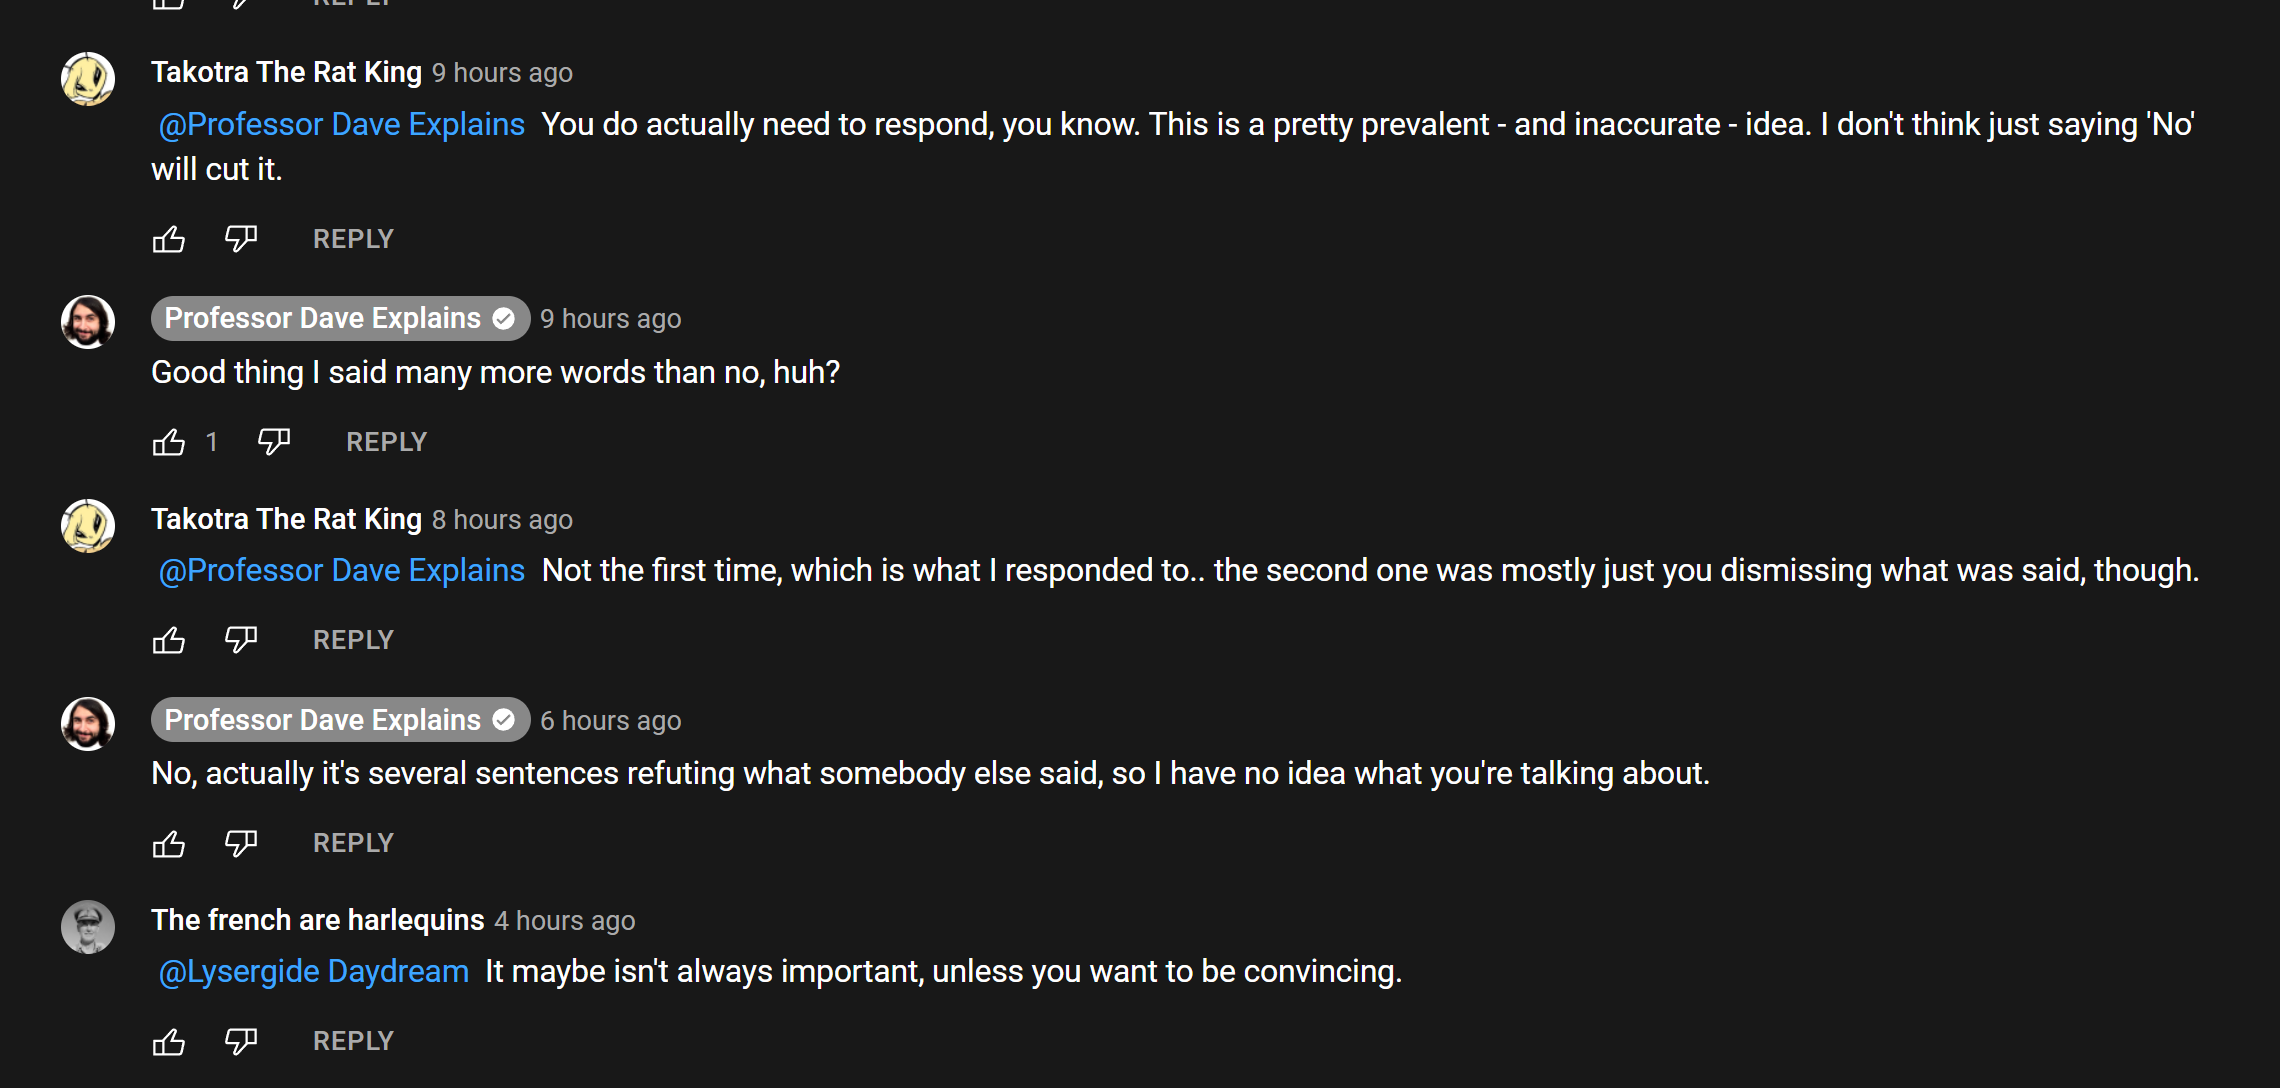 REPLY
Takotra The Rat King 9 hours ago
@Professor Dave Explains You do actually need to respond, you know. This is a pretty prevalent - and inaccurate - idea. I don't think just saying 'No'
will cut it.
REPLY
Professor Dave Explains 9 hours ago
Good thing I said many more words than no, huh?
1 REPLY
Takotra The Rat King 8 hours ago
@Professor Dave Explains Not the first time, which is what I responded to.. the second one was mostly just you dismissing what was said, though.
REPLY
Professor Dave Explains 6 hours ago
No, actually it's several sentences refuting what somebody else said, so I have no idea what you're talking about.
REPLY
The french are harlequins 4 hours ago
@Lysergide Daydream It maybe isn't always important, unless you want to be convincing.
REPLY